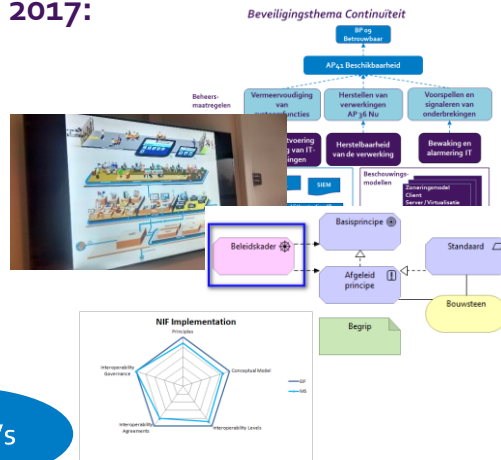 2017:
Beveiligingsthema Continuïteit
BP 09
Betrouwbaar
AP41 Beschikbaarheid
Beheers-
maatregelen
Vermeervoudiging
van
Herstellen van
verwerkingen
AP 36 Nu
Voorspellen en
signaleren van
onderbrekingen
Herstelbaarheid
van de verwerking
Bewaking en
alarmering IT
SIEM
Beschouwings-
modellen
Zoneringmodel
Client
Server / Virtualisatie
Basisprincipe
Beleidskader
Standaard
Afgeleid
principe
Bouwsteen
Begrip
NIF Implementation
Principles
Interoperability
Governance
Conceptual Model
EIF
Interoperability
Agreements
Interoperability Levels
's